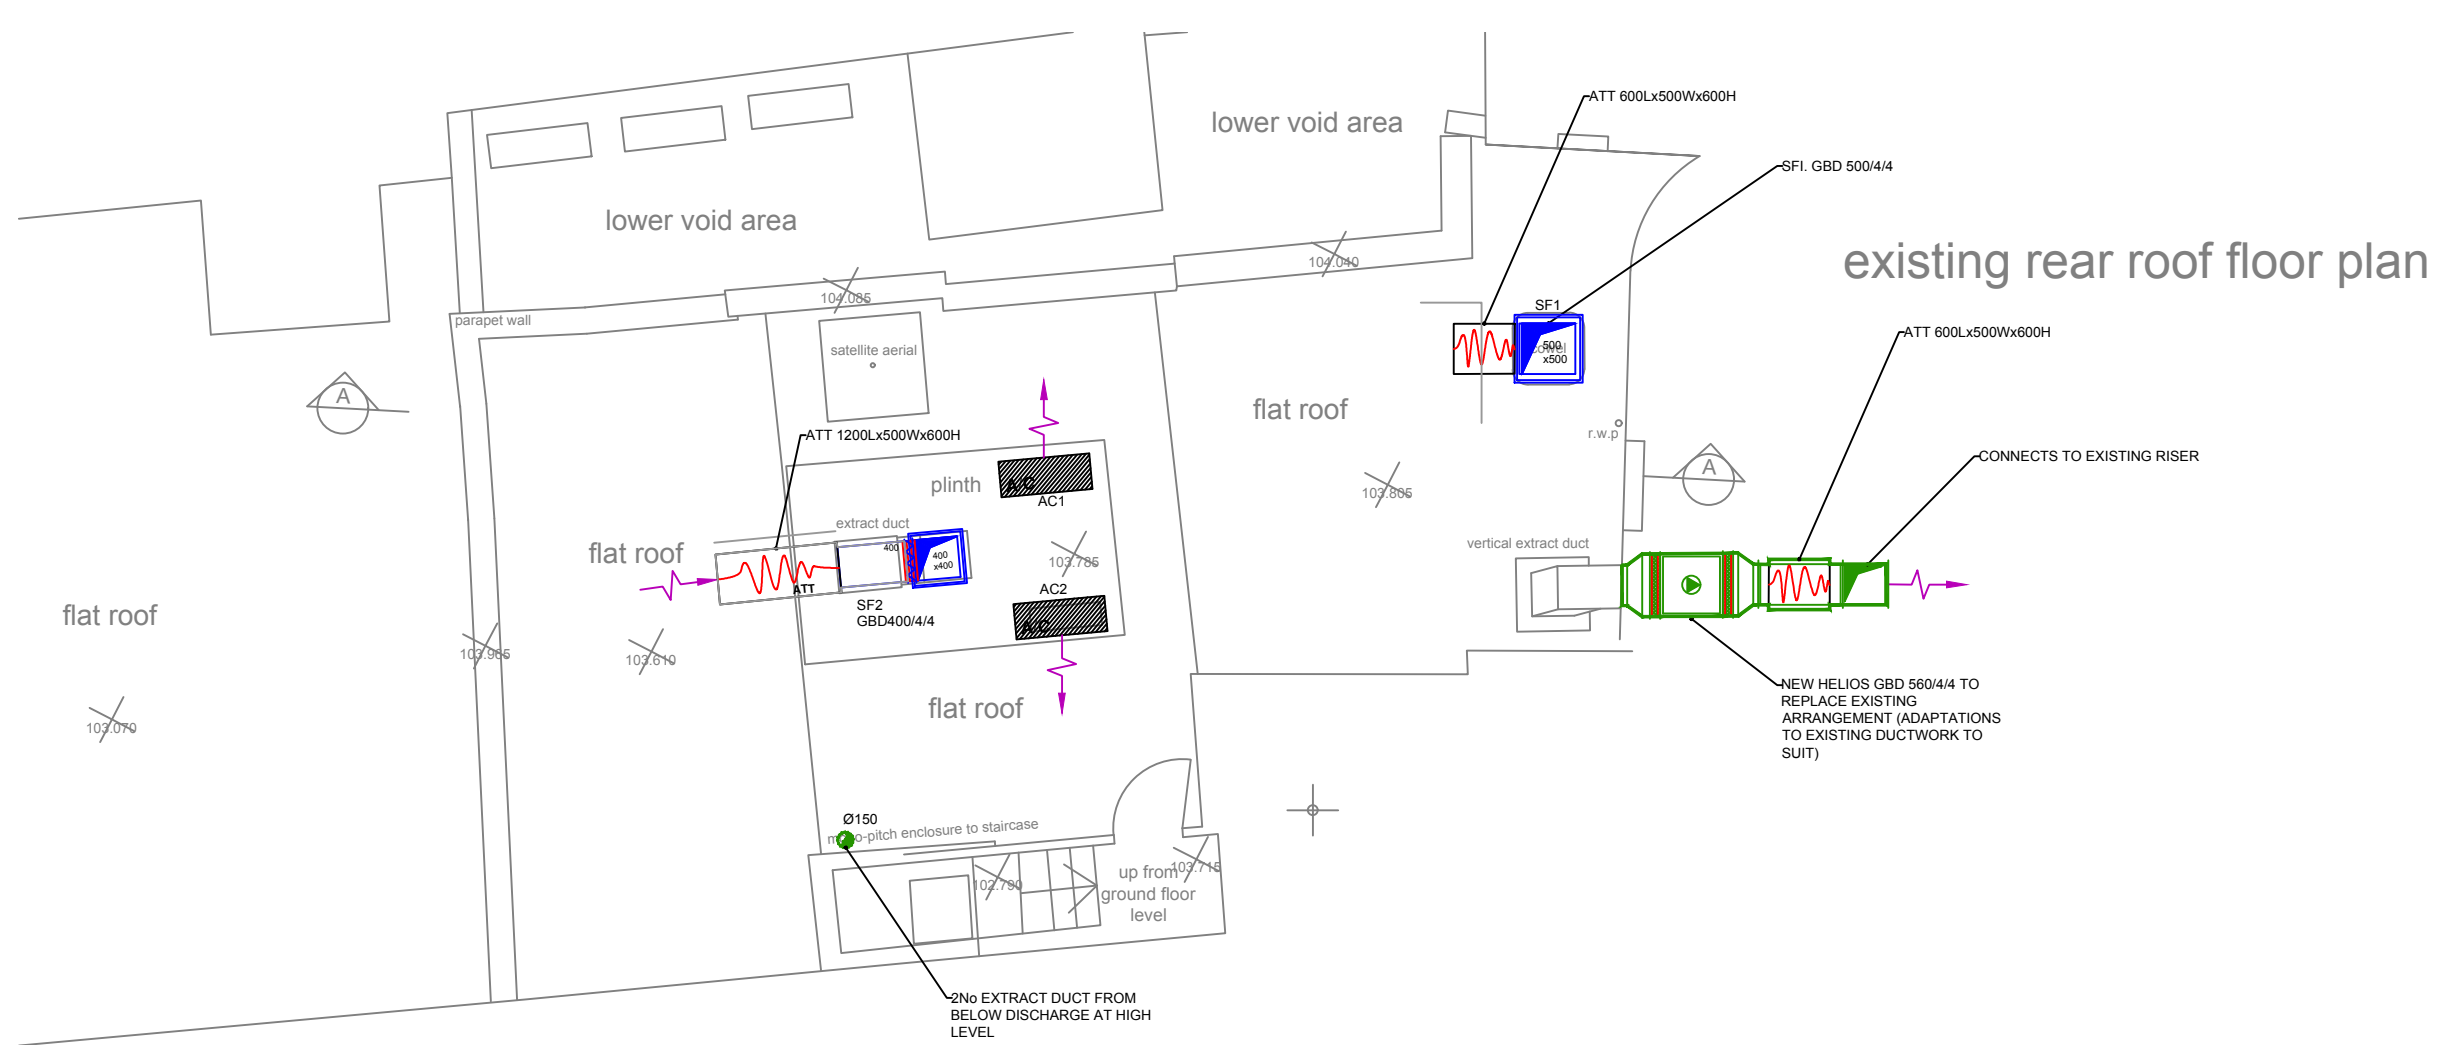 ATT 600Lx500Wx600H
lower void area
SFI. GBD 500/4/4
lower void area
existing rear roof floor plan
104.040
104.085
SF1
parapet wall
ATT 600Lx500Wx600H
satellite aerial
500
x500
cowel
A
flat roof
r.w.p
ATT 1200Lx500Wx600H
CONNECTS TO EXISTING RISER
A
plinth
A/C
AC1
103.805
extract duct
vertical extract duct
flat roof
400
400
x400
103.785
ATT
AC2
SF2
GBD400/4/4
A/C
flat roof
103.985
103.610
NEW HELIOS GBD 560/4/4 TO
REPLACE EXISTING
ARRANGEMENT (ADAPTATIONS
TO EXISTING DUCTWORK TO
SUIT)
flat roof
103.070
Ø150
mono-pitch enclosure to staircase
103.715
up from
ground floor
level
102.790
2No EXTRACT DUCT FROM
BELOW DISCHARGE AT HIGH
LEVEL